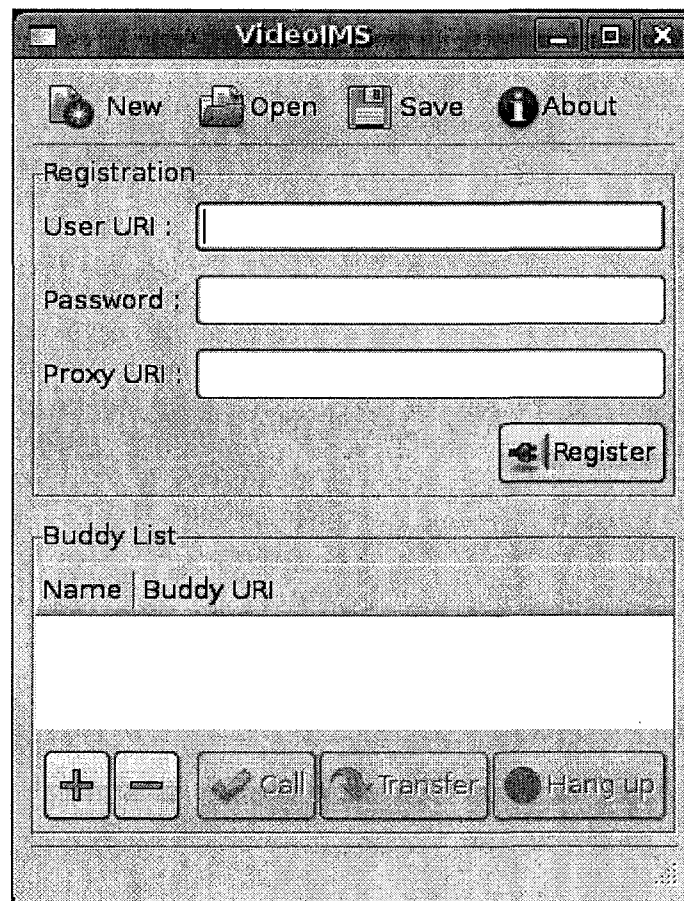 VideoIMS
New Open Save About
Registration
User URI :
Password :
Proxy URI :
Register
Buddy List
Name Buddy URI
Call Transfer Hang up